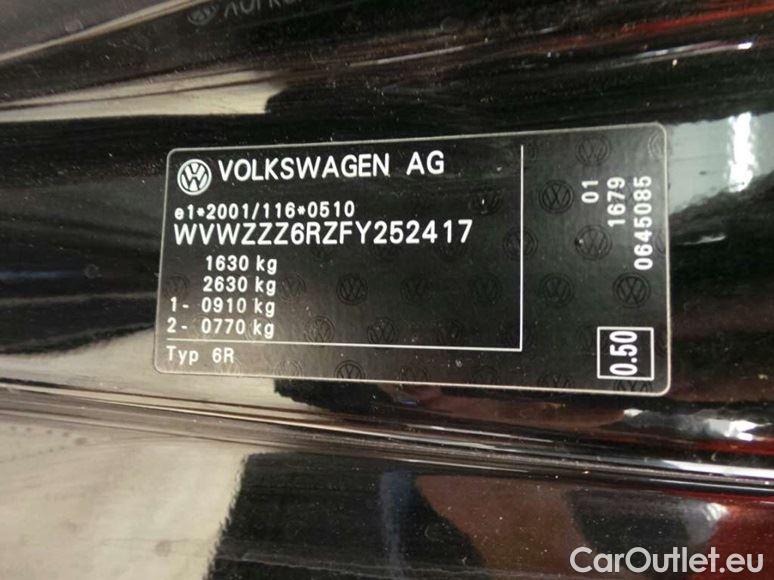 VOLKSWAGEN AG
e1*2001/116*0510
WVWZZZ6RZFY252417
1630 kg
2630 kg
1- 0910 kg
2- 0770 kg
Typ 6R
01
1679
0645085
0.50
CarOutlet.eu